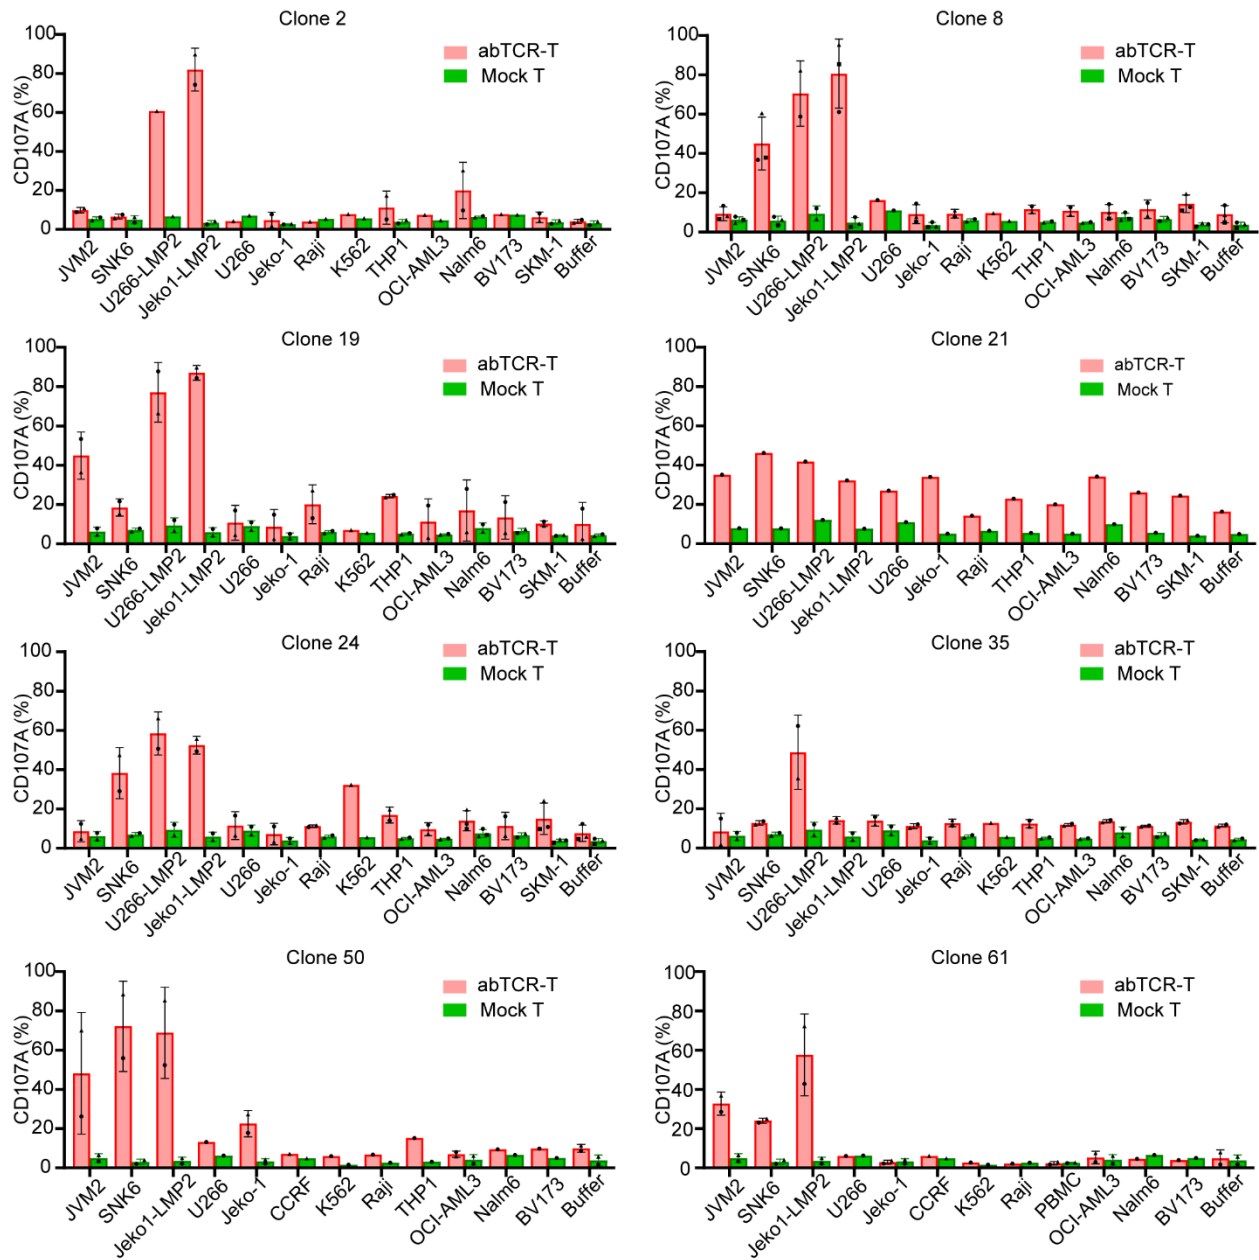 Clone 2
CD107A (%)
100
80
60
40
20
0
abTCR-T
Mock T
JVM2
SNK6
U266-LMP2
Jeko1-LMP2
U266
Jeko-1
Raji
K562
THP1
OCI-AML3
Nalm6
BV173
SKM-1
Buffer
Clone 8
CD107A (%)
100
80
60
40
20
0
abTCR-T
Mock T
JVM2
SNK6
U266-LMP2
Jeko1-LMP2
U266
Jeko-1
Raji
K562
THP1
OCI-AML3
Nalm6
BV173
SKM-1
Buffer
Clone 19
CD107A (%)
100
80
60
40
20
0
abTCR-T
Mock T
JVM2
SNK6
U266-LMP2
Jeko1-LMP2
U266
Jeko-1
Raji
K562
THP1
OCI-AML3
Nalm6
BV173
SKM-1
Buffer
Clone 21
CD107A (%)
100
80
60
40
20
0
abTCR-T
Mock T
JVM2
SNK6
U266-LMP2
Jeko1-LMP2
U266
Jeko-1
Raji
THP1
OCI-AML3
Nalm6
BV173
SKM-1
Buffer
Clone 24
CD107A (%)
100
80
60
40
20
0
abTCR-T
Mock T
JVM2
SNK6
U266-LMP2
Jeko1-LMP2
U266
Jeko-1
Raji
K562
THP1
OCI-AML3
Nalm6
BV173
SKM-1
Buffer
Clone 35
CD107A (%)
100
80
60
40
20
0
abTCR-T
Mock T
JVM2
SNK6
U266-LMP2
Jeko1-LMP2
U266
Jeko-1
Raji
K562
THP1
OCI-AML3
Nalm6
BV173
SKM-1
Buffer
Clone 50
CD107A (%)
100
80
60
40
20
0
abTCR-T
Mock T
JVM2
SNK6
Jeko1-LMP2
U266
Jeko-1
CCRF
K562
Raji
THP1
OCI-AML3
Nalm6
BV173
Buffer
Clone 61
CD107A (%)
100
80
60
40
20
0
abTCR-T
Mock T
JVM2
SNK6
Jeko1-LMP2
U266
Jeko-1
CCRF
K562
Raji
PBMC
OCI-AML3
Nalm6
BV173
Buffer